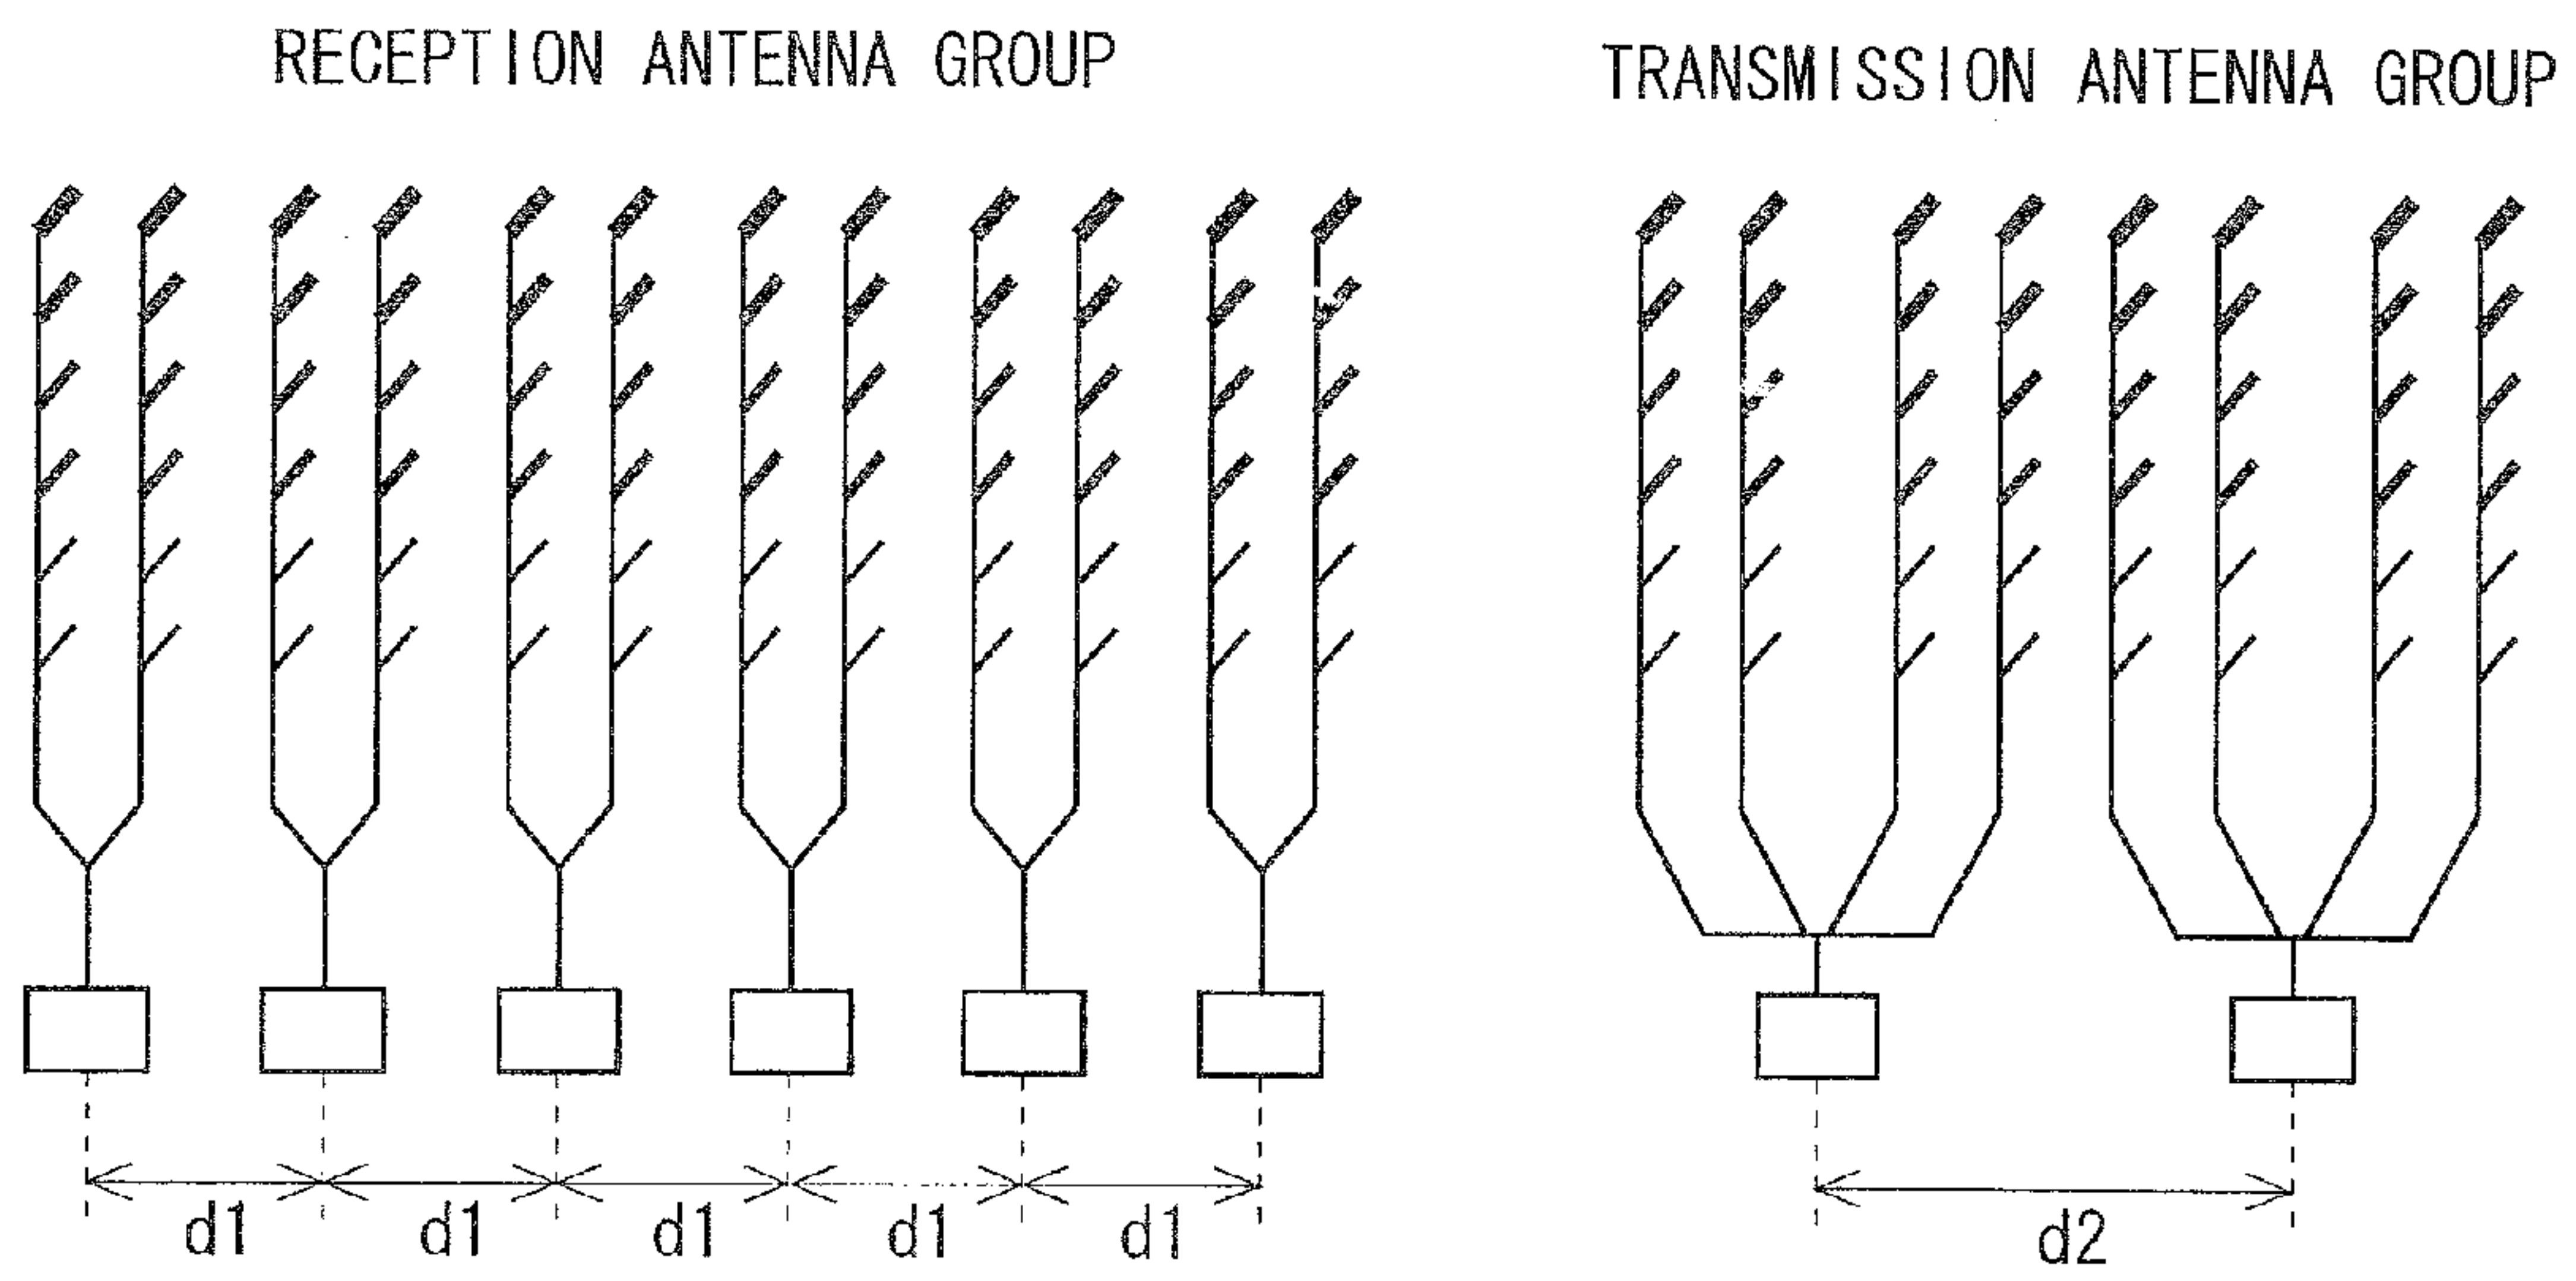 RECEPTION ANTENNA GROUP
TRANSMISSION ANTENNA GROUP
d1 d1 d1 d1 d1
d2